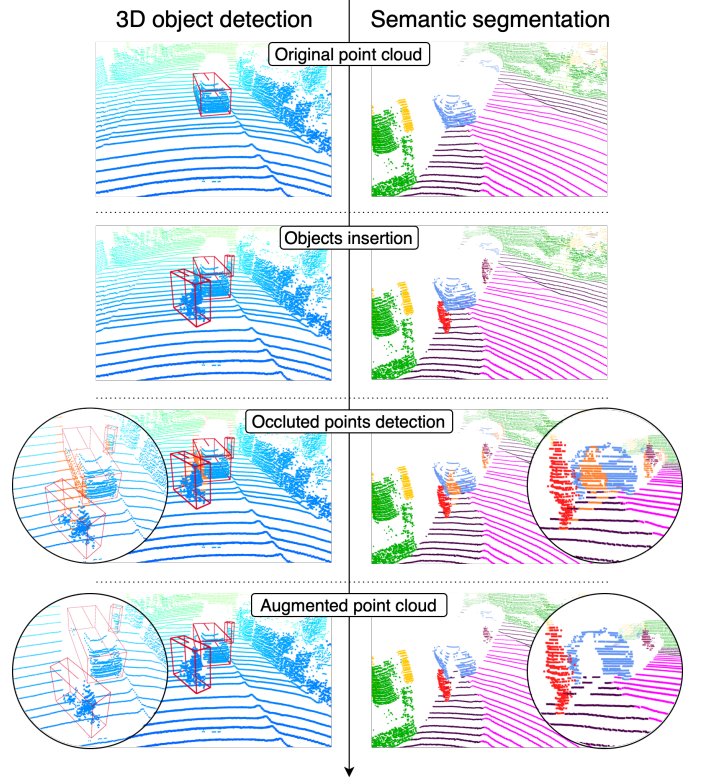 3D object detection
Semantic segmentation
Original point cloud
Objects insertion
Occluted points detection
Augmented point cloud